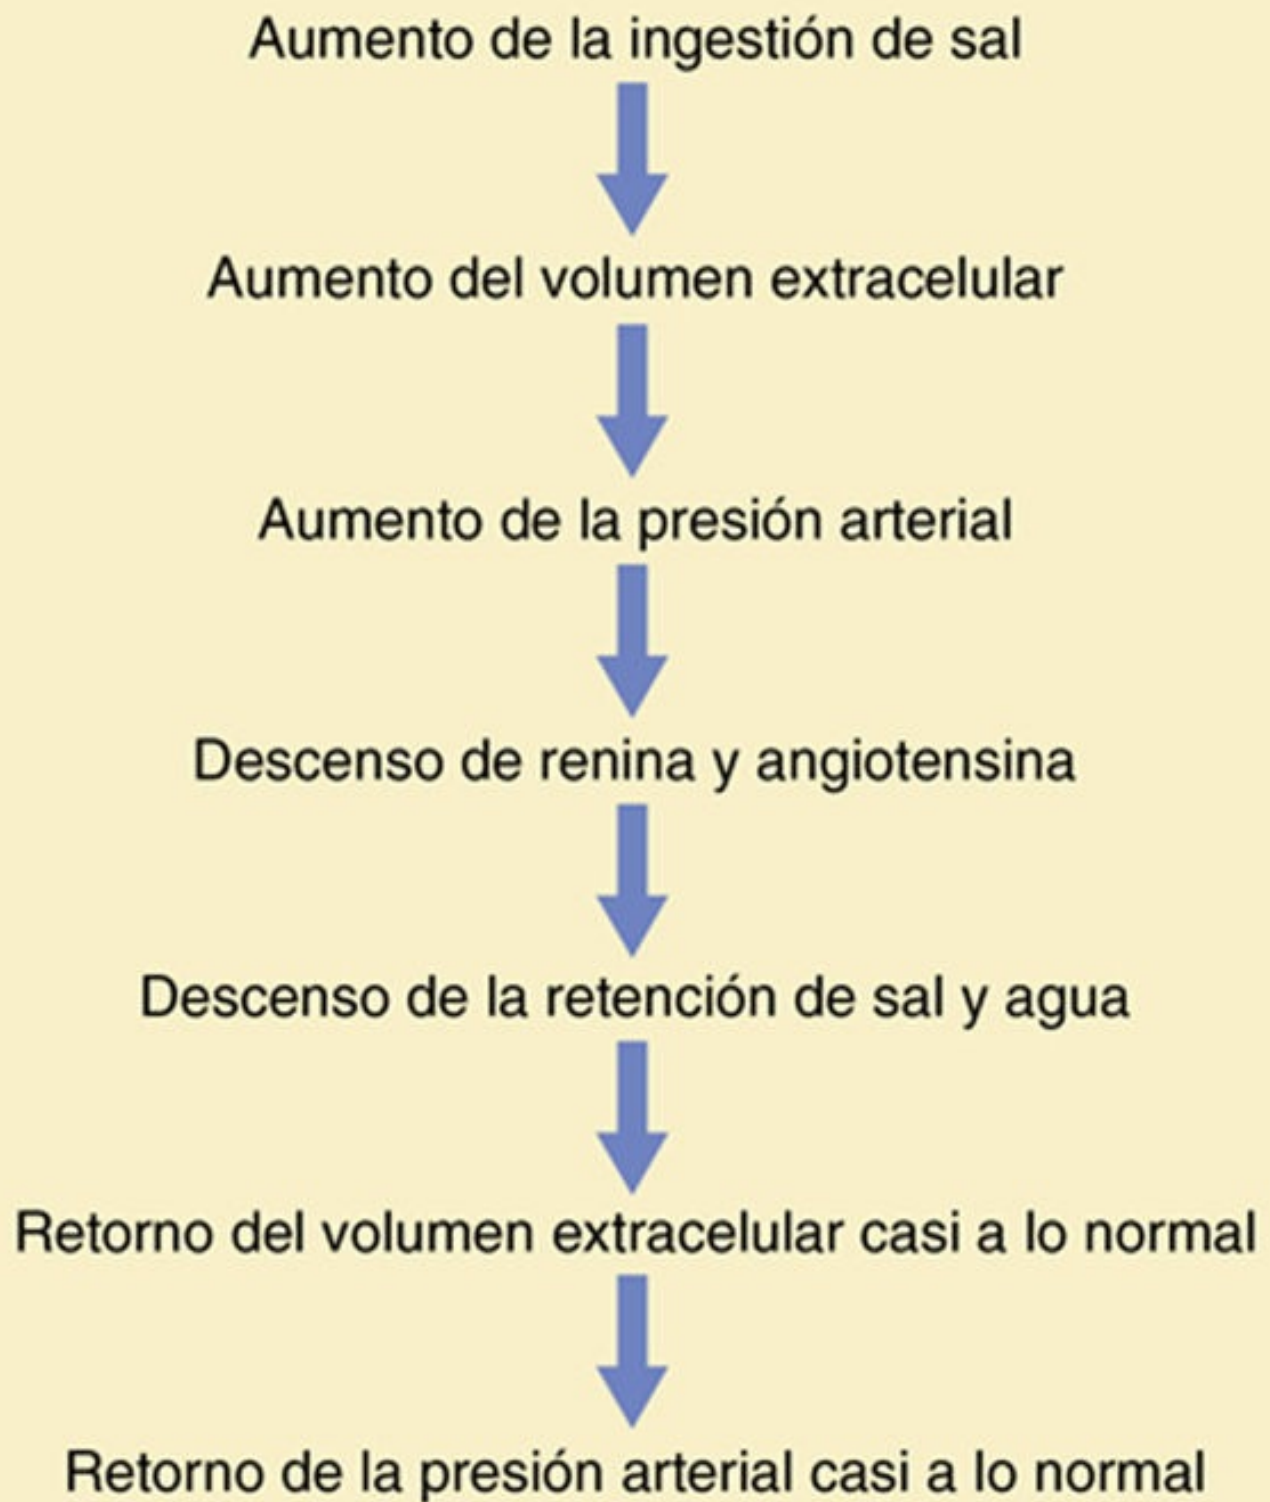 Aumento de la ingestión de sal
Aumento del volumen extracelular
Aumento de la presión arterial
Descenso de renina y angiotensina
Descenso de la retención de sal y agua
Retorno del volumen extracelular casi a lo normal
Retorno de la presión arterial casi a lo normal